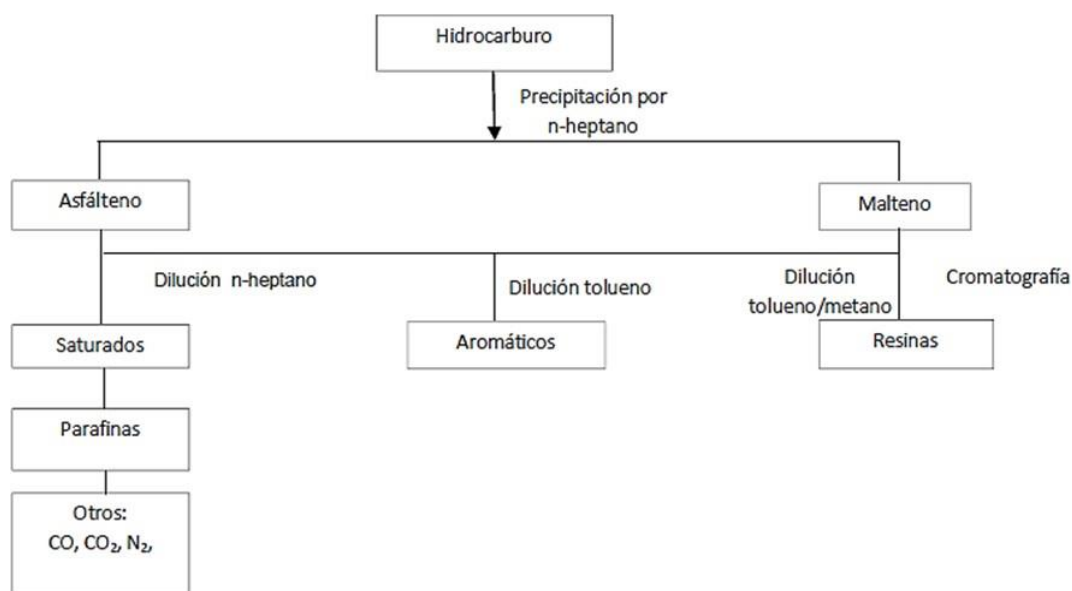 Hidrocarburo
Precipitación por
n-heptano
Asfálteno
Malteno
Dilución n-heptano
Dilución tolueno
Dilución
tolueno/metano
Cromatografía
Saturados
Aromáticos
Resinas
Parafinas
Otros:
CO, CO₂, N₂,